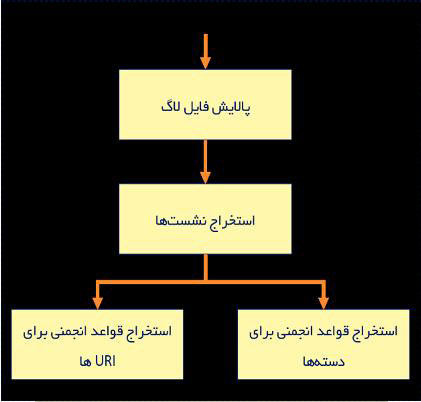 پالایش فایل لاگ
استخراج نشست‌ها
استخراج قواعد انجمنی برای
دسته‌ها
استخراج قواعد انجمنی برای
URI ها